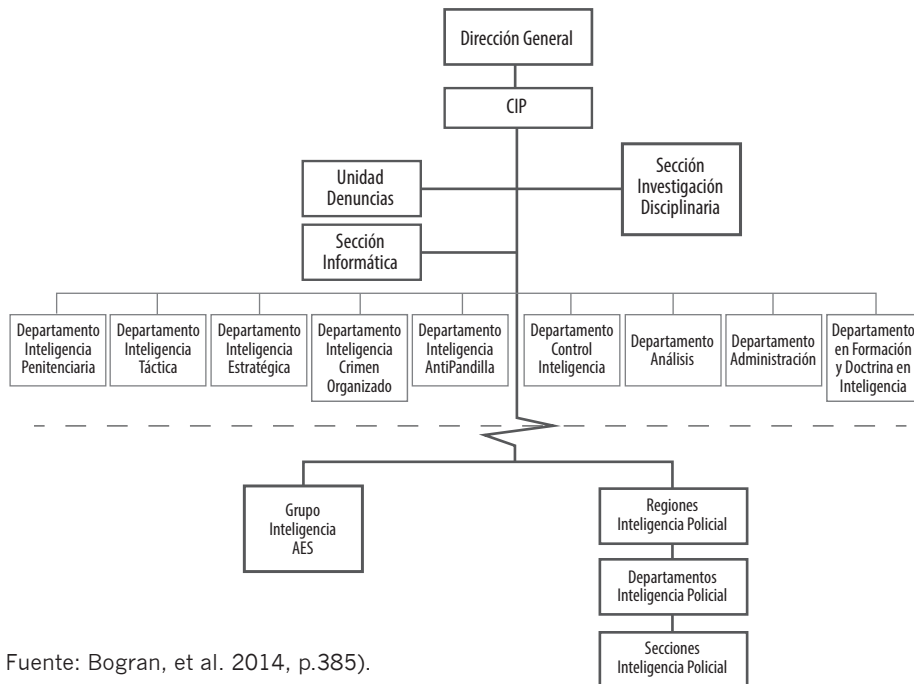 Dirección General
CIP
Unidad
Denuncias
Sección
Investigación
Disciplinaria
Sección
Informática
Departamento
Inteligencia
Penitenciaria
Departamento
Inteligencia
Táctica
Departamento
Inteligencia
Estratégica
Departamento
Inteligencia
Crimen
Organizado
Departamento
Inteligencia
AntiPandilla
Departamento
Control
Inteligencia
Departamento
Análisis
Departamento
Administración
Departamento
en Formación
y Doctrina en
Inteligencia
Grupo
Inteligencia
AES
Regiones
Inteligencia Policial
Departamentos
Inteligencia Policial
Secciones
Inteligencia Policial
Fuente: Bogran, et al. 2014, p.385).